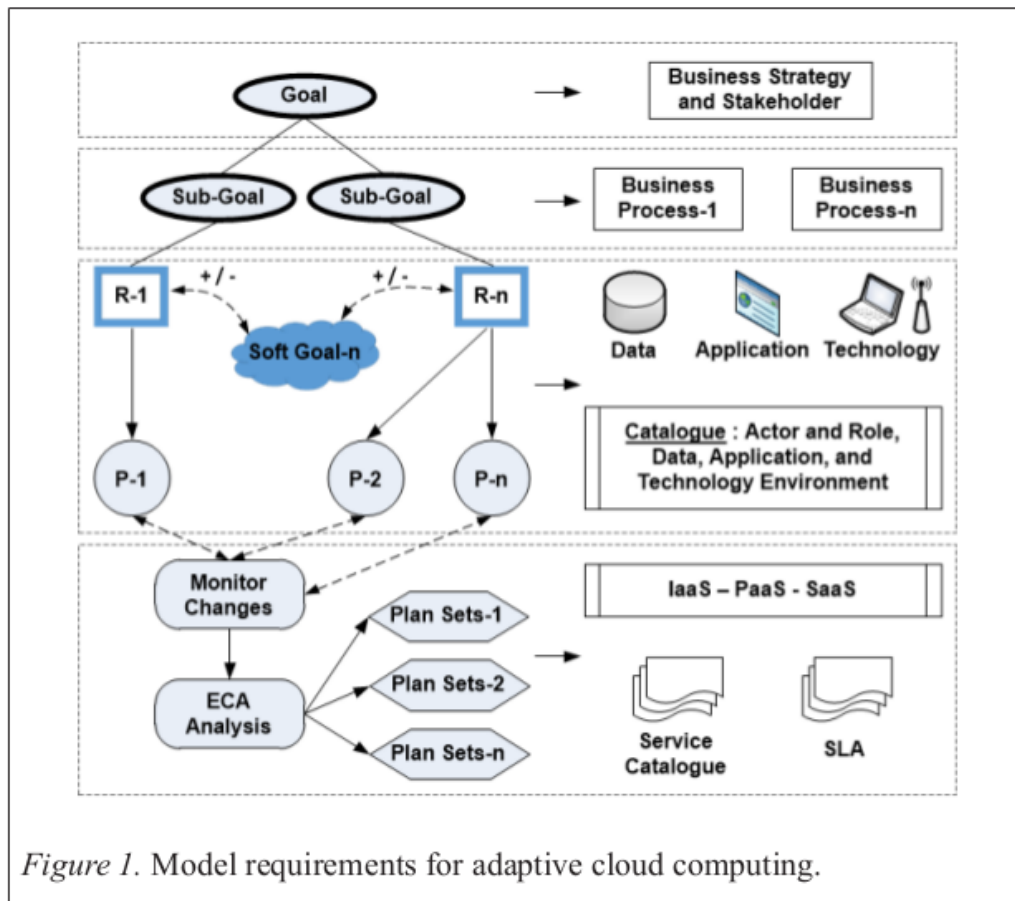 Goal
Business Strategy
and Stakeholder
Sub-Goal
Sub-Goal
Business
Process-1
Business
Process-n
R-1
+ / -
+ / -
R-n
Soft Goal-n
Data
Application
Technology
Catalogue : Actor and Role,
Data, Application, and
Technology Environment
P-1
P-2
P-n
Monitor
Changes
IaaS – PaaS - SaaS
Plan Sets-1
Plan Sets-2
Plan Sets-n
ECA
Analysis
Service
Catalogue
SLA
Figure 1. Model requirements for adaptive cloud computing.